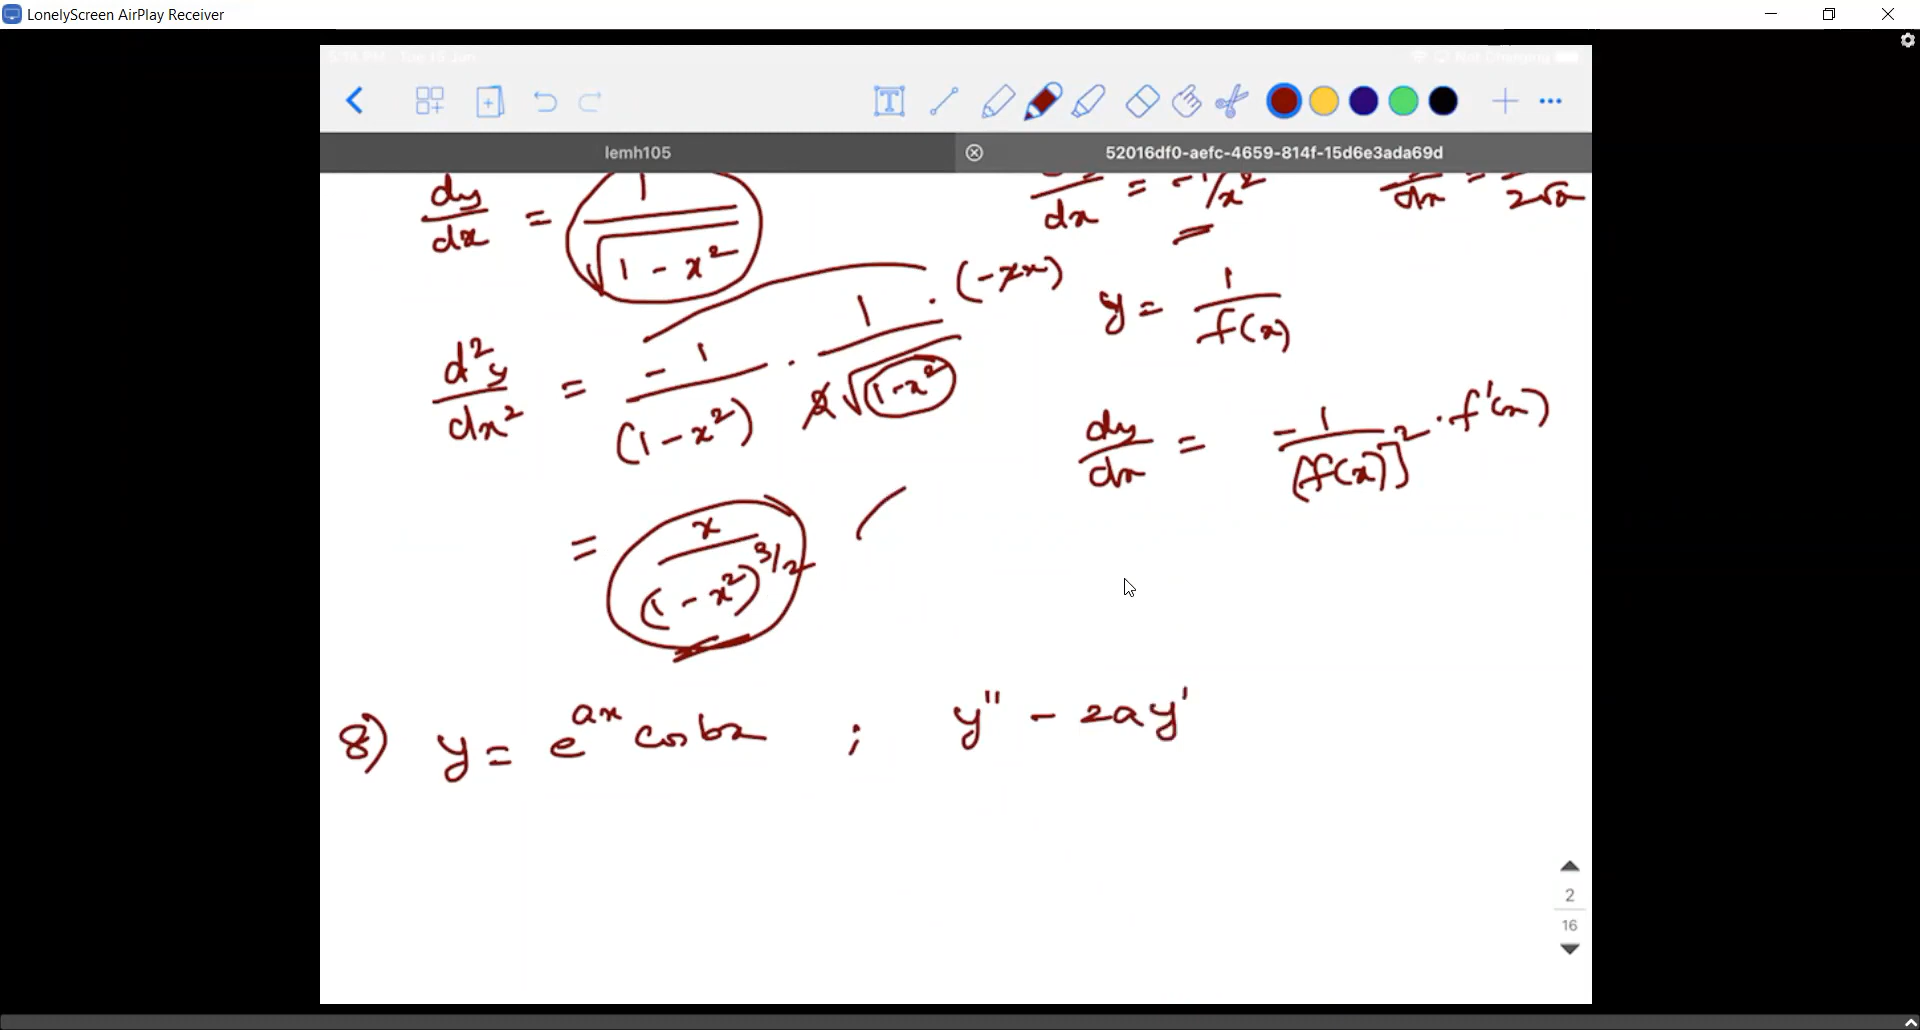 LonelyScreen AirPlay Receiver
lemh105
52016df0-aefc-4659-814f-15d6e3ada69d
dy/dx = 1/√(1 - x²)
dx = -1/x²
dx = 2√x
d²y/dx² = -1/(1 - x²) · 1/2√(1-x²) · (-2x)
y = 1/f(x)
dy/dx = -1/[f(x)]² · f'(x)
= x/(1 - x²)^3/2
8) y = e^ax cos bx ; y'' - 2ay'
2
16